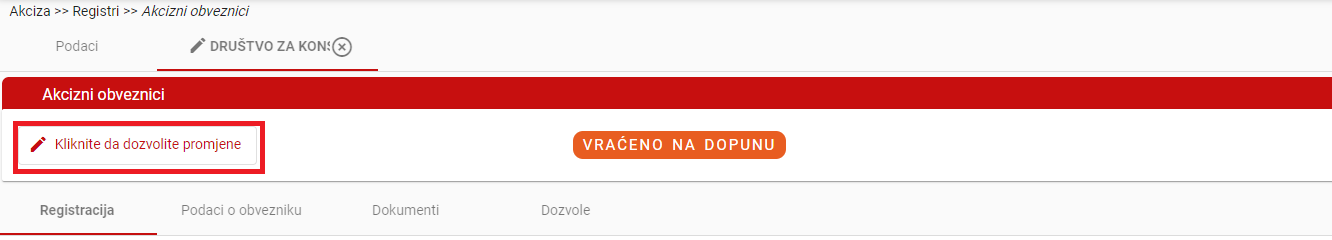 Akciza >> Registri >> Akcizni obveznici
Podaci
DRUŠTVO ZA KONS
Akcizni obveznici
Kliknite da dozvolite promjene
VRAĆENO NA DOPUNU
Registracija
Podaci o obvezniku
Dokumenti
Dozvole